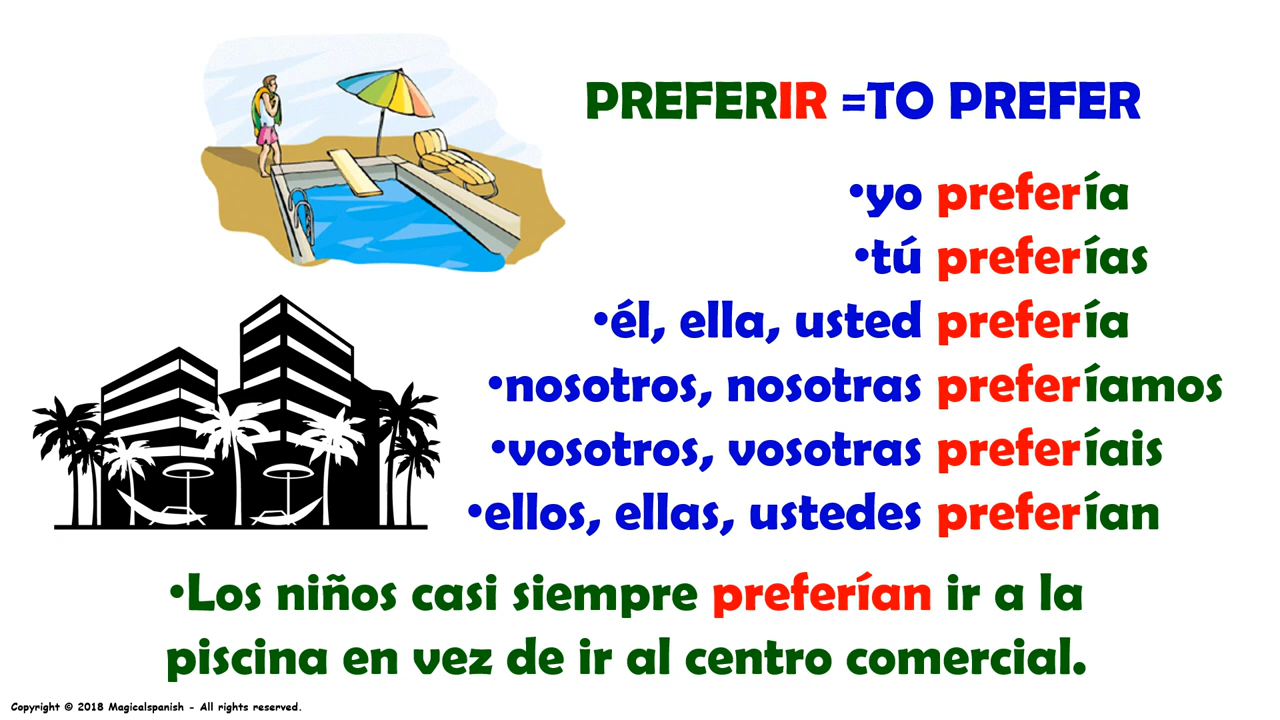 PREFERIR =TO PREFER
•yo prefería
•tú preferías
•él, ella, usted prefería
•nosotros, nosotras preferíamos
•vosotros, vosotras preferíais
•ellos, ellas, ustedes preferían
•Los niños casi siempre preferían ir a la
piscina en vez de ir al centro comercial.
Copyright © 2018 Magicalspanish - All rights reserved.